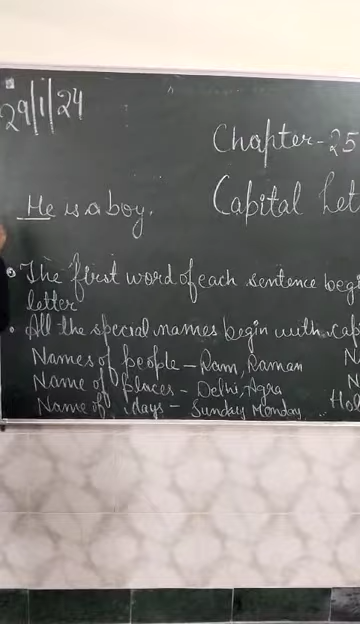 29/1/24
Chapter-25
Capital Let
He is a boy.
The first word of each sentence beg
letter
All the special names begin with cap
Names of people - Ram, Raman
Name of places - Delhi, Agra
Name of days - Sunday Monday
N
N
Hol